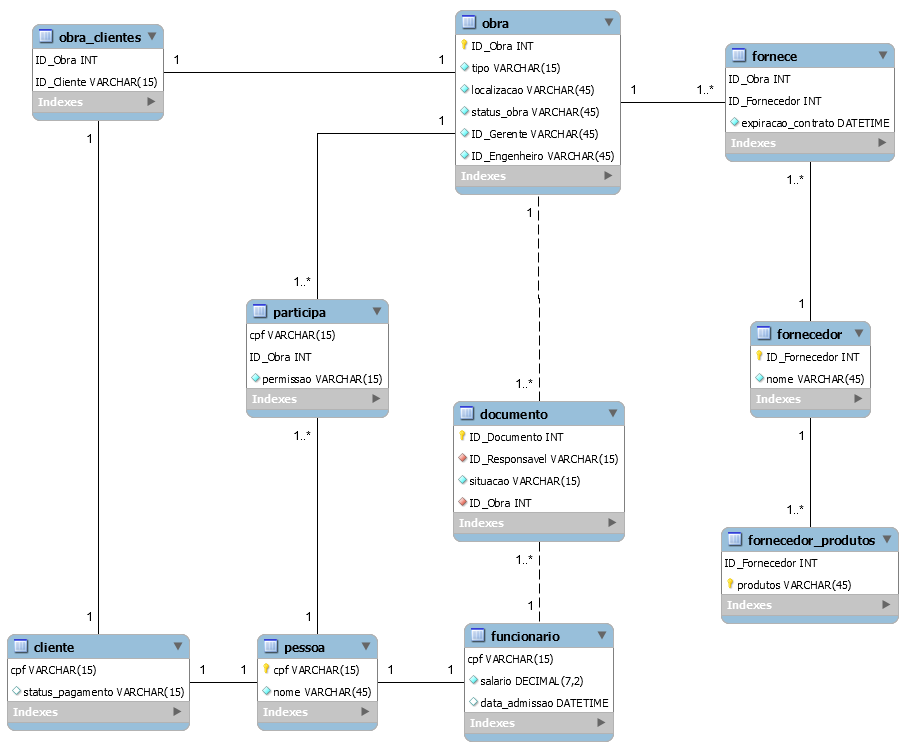 obra_clientes
ID_Obra INT
ID_Cliente VARCHAR(15)
Indexes
1
1
obra
ID_Obra INT
tipo VARCHAR(15)
localizacao VARCHAR(45)
status_obra VARCHAR(45)
ID_Gerente VARCHAR(45)
ID_Engenheiro VARCHAR(45)
Indexes
1
1..*
fornece
ID_Obra INT
ID_Fornecedor INT
expiracao_contrato DATETIME
Indexes
1
1
1
1..*
1..*
participa
cpf VARCHAR(15)
ID_Obra INT
permissao VARCHAR(15)
Indexes
1..*
1..*
documento
ID_Documento INT
ID_Responsavel VARCHAR(15)
situacao VARCHAR(15)
ID_Obra INT
Indexes
1..*
1
fornecedor
ID_Fornecedor INT
nome VARCHAR(45)
Indexes
1
1..*
fornecedor_produtos
ID_Fornecedor INT
produtos VARCHAR(45)
Indexes
1
cliente
cpf VARCHAR(15)
status_pagamento VARCHAR(15)
Indexes
1
1
1
pessoa
cpf VARCHAR(15)
nome VARCHAR(45)
Indexes
1
1
1
funcionario
cpf VARCHAR(15)
salario DECIMAL(7,2)
data_admissao DATETIME
Indexes